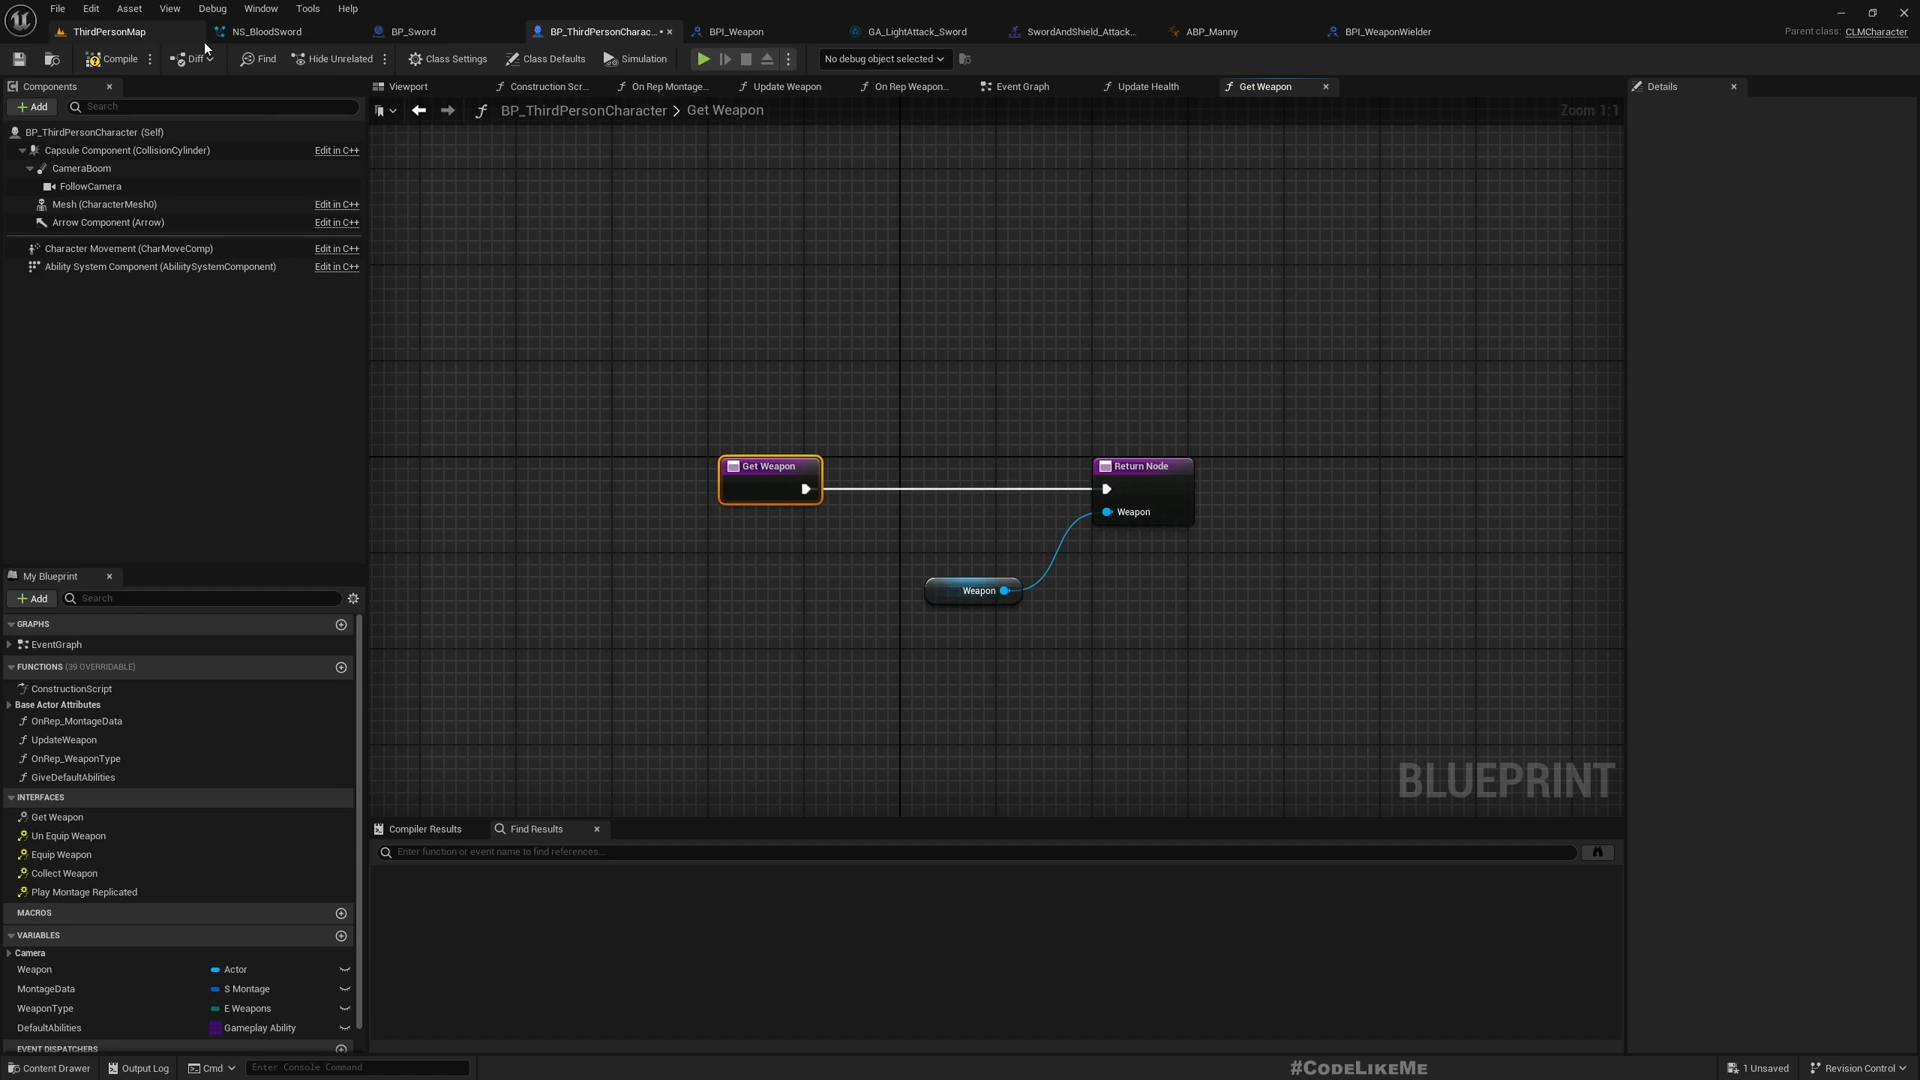 File Edit Asset View Debug Window Tools Help
ThirdPersonMap NS_BloodSword BP_Sword BP_ThirdPersonCharac... • × BPI_Weapon GA_LightAttack_Sword SwordAndShield_Attack... ABP_Manny BPI_WeaponWielder Parent class: CLMCharacter
Compile Diff Find Hide Unrelated Class Settings Class Defaults Simulation No debug object selected
Components × Viewport Construction Scr... On Rep Montage... Update Weapon On Rep Weapon... Event Graph Update Health Get Weapon × Details ×
+ Add Search BP_ThirdPersonCharacter > Get Weapon Zoom 1:1
BP_ThirdPersonCharacter (Self)
Capsule Component (CollisionCylinder) Edit in C++
CameraBoom
FollowCamera
Mesh (CharacterMesh0) Edit in C++
Arrow Component (Arrow) Edit in C++
Character Movement (CharMoveComp) Edit in C++
Ability System Component (AbiliitySystemComponent) Edit in C++
Get Weapon
Return Node
Weapon
Weapon
BLUEPRINT
My Blueprint ×
+ Add Search
GRAPHS
EventGraph
FUNCTIONS (39 OVERRIDABLE)
ConstructionScript
Base Actor Attributes
OnRep_MontageData
UpdateWeapon
OnRep_WeaponType
GiveDefaultAbilities
INTERFACES
Get Weapon
Un Equip Weapon
Equip Weapon
Collect Weapon
Play Montage Replicated
MACROS
VARIABLES
Camera
Weapon Actor
MontageData S Montage
WeaponType E Weapons
DefaultAbilities Gameplay Ability
EVENT DISPATCHERS
Compiler Results Find Results ×
Enter function or event name to find references...
Content Drawer Output Log Cmd Enter Console Command #CodeLikeMe 1 Unsaved Revision Control